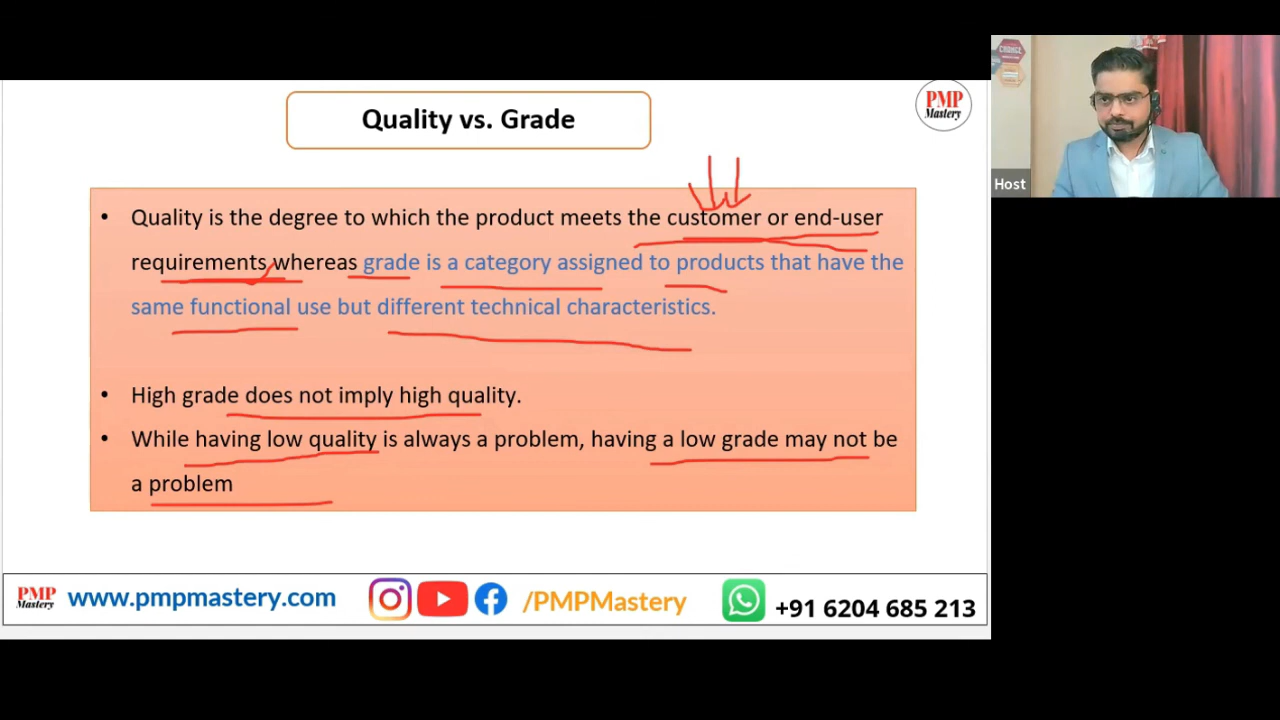 Quality vs. Grade
PMP
Mastery
CHANGE
Host
• Quality is the degree to which the product meets the customer or end-user
requirements whereas grade is a category assigned to products that have the
same functional use but different technical characteristics.
• High grade does not imply high quality.
• While having low quality is always a problem, having a low grade may not be
a problem
PMP
Mastery
www.pmpmastery.com
/PMPMastery
+91 6204 685 213